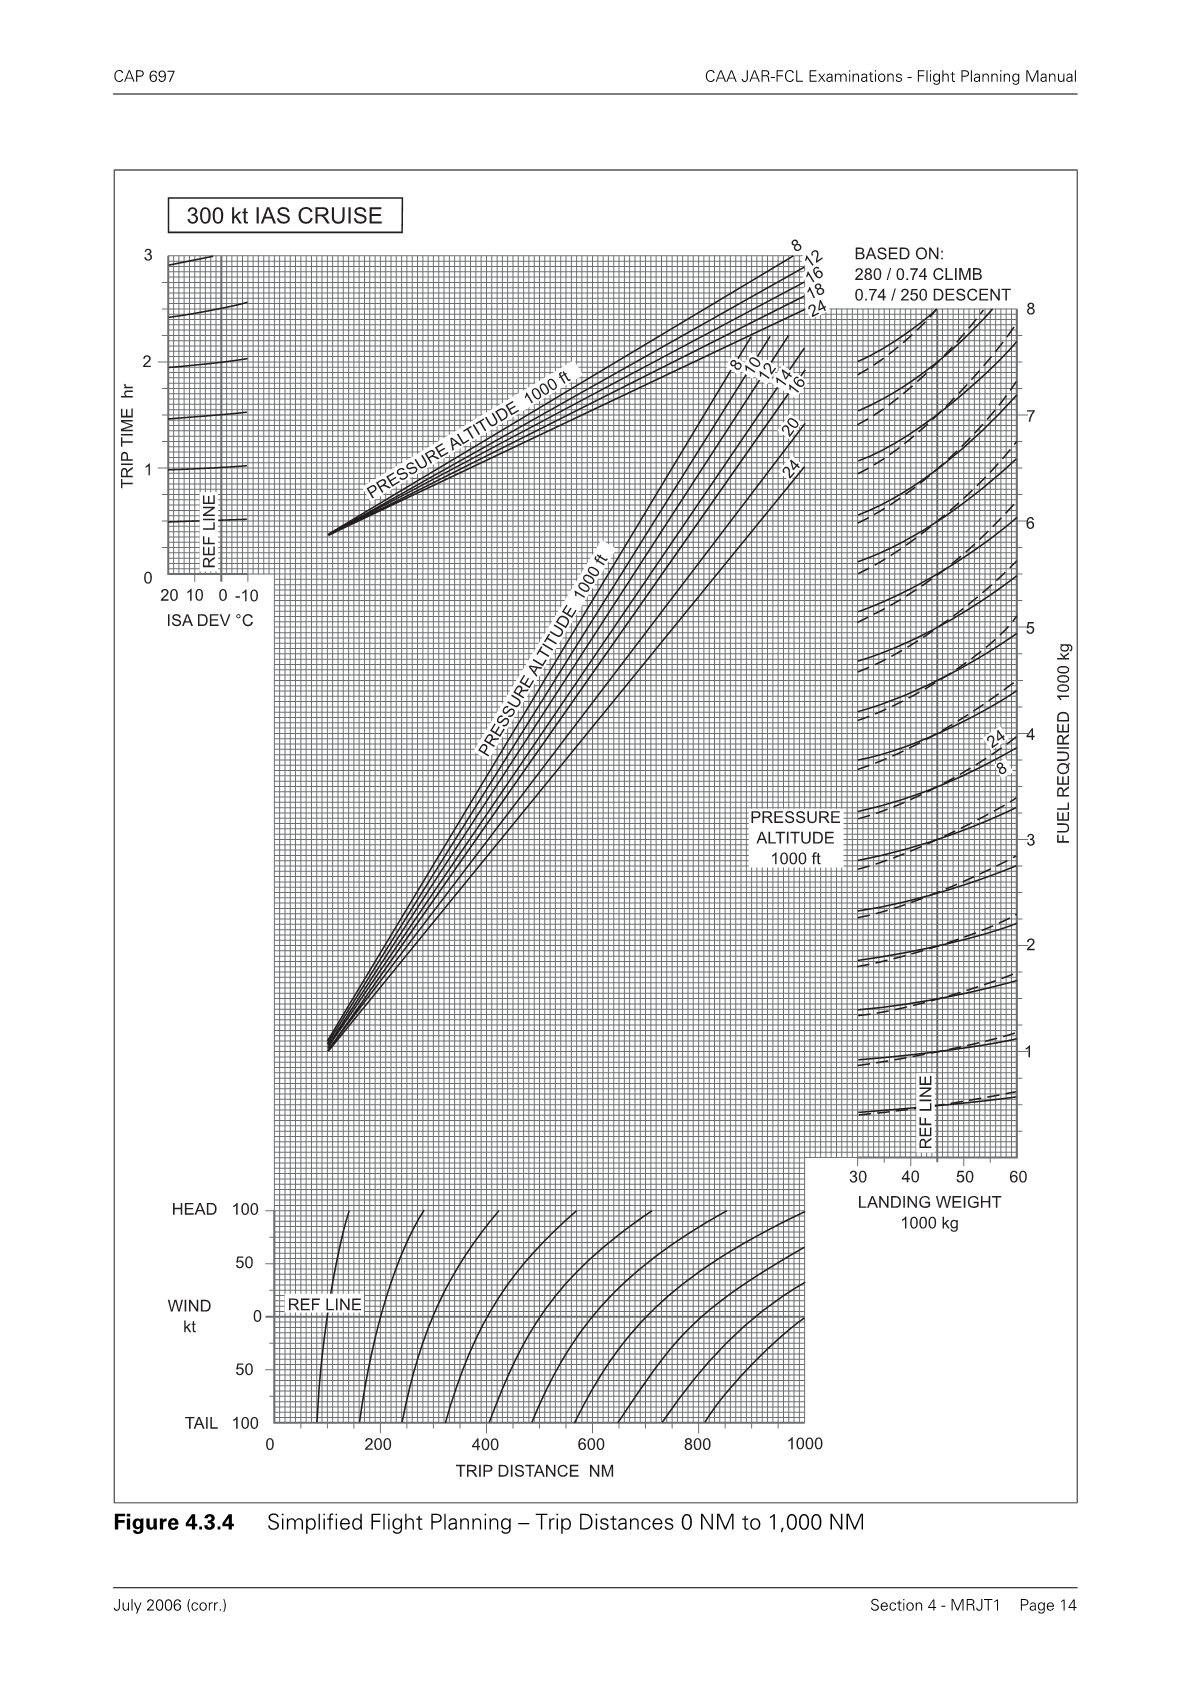 CAP 697
CAA JAR-FCL Examinations - Flight Planning Manual
300 kt IAS CRUISE
BASED ON:
280 / 0.74 CLIMB
0.74 / 250 DESCENT
3
2
1
0
TRIP TIME hr
REF LINE
20 10 0 -10
ISA DEV °C
8
12
16
18
24
PRESSURE ALTITUDE 1000 ft
8
10
12
14
16
20
24
PRESSURE ALTITUDE 1000 ft
8
7
6
5
4
3
2
1
FUEL REQUIRED 1000 kg
24
8
PRESSURE
ALTITUDE
1000 ft
REF LINE
30 40 50 60
LANDING WEIGHT
1000 kg
HEAD 100
50
WIND
kt
0
50
TAIL 100
REF LINE
0 200 400 600 800 1000
TRIP DISTANCE NM
Figure 4.3.4 Simplified Flight Planning – Trip Distances 0 NM to 1,000 NM
July 2006 (corr.)
Section 4 - MRJT1 Page 14